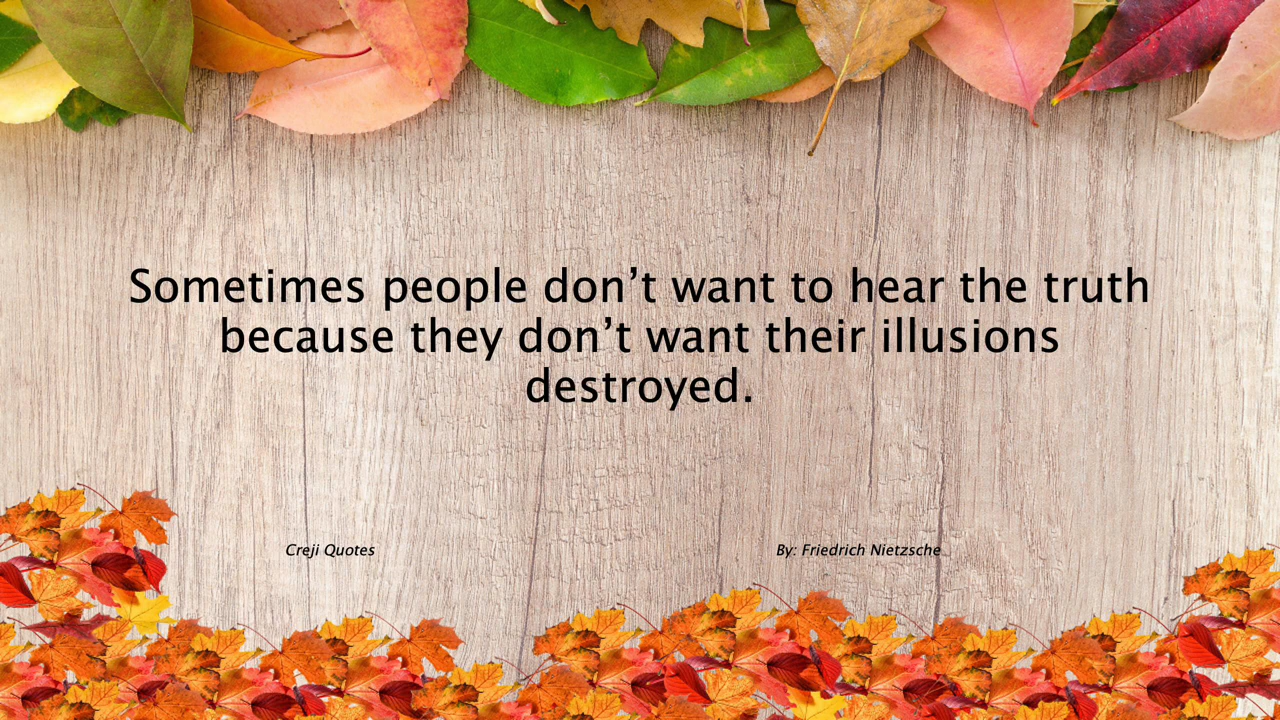 Sometimes people don’t want to hear the truth
because they don’t want their illusions
destroyed.
Creji Quotes
By: Friedrich Nietzsche